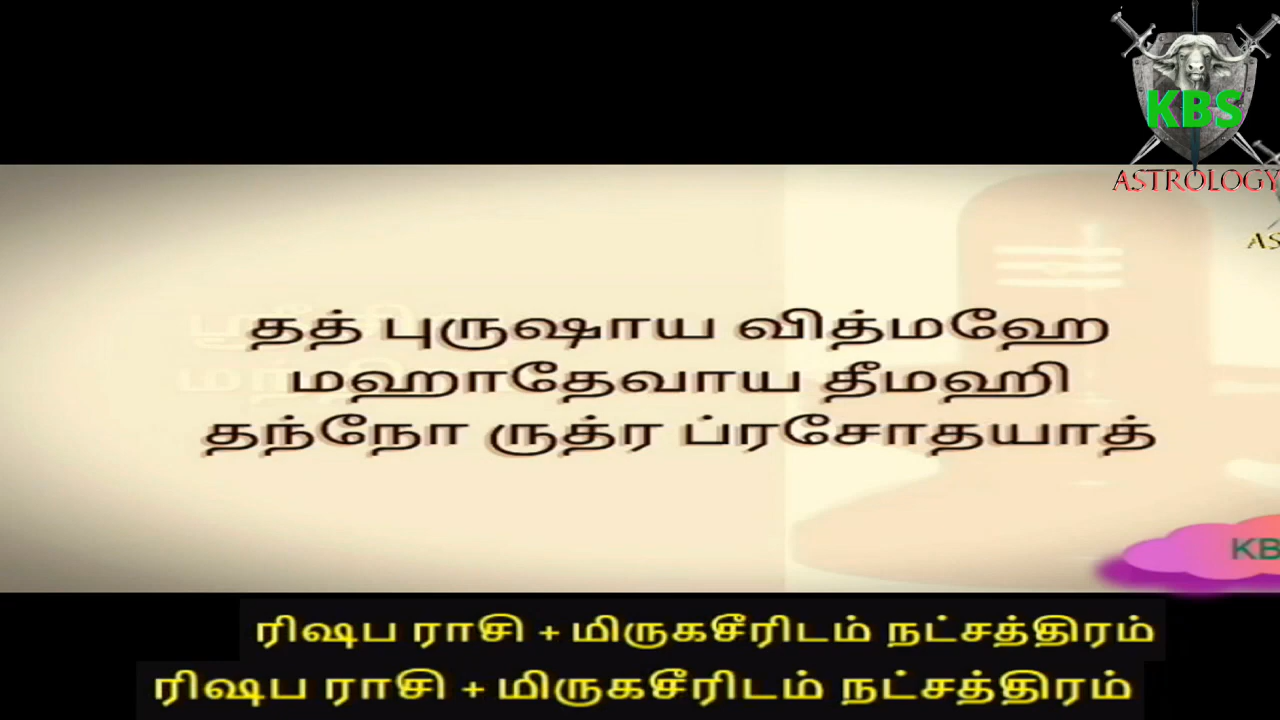 KBS
ASTROLOGY
தத் புருஷாய வித்மஹே
மஹாதேவாய தீமஹி
தந்நோ ருத்ர ப்ரசோதயாத்
ரிஷப ராசி + மிருகசீரிடம் நட்சத்திரம்
ரிஷப ராசி + மிருகசீரிடம் நட்சத்திரம்